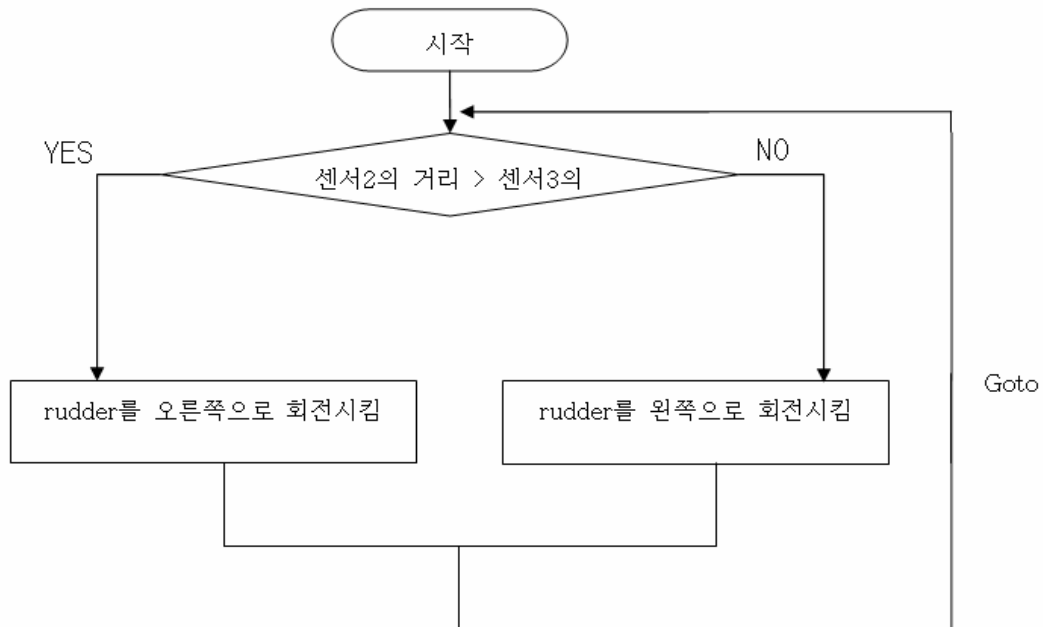 시작
YES
NO
센서2의 거리 > 센서3의
rudder를 오른쪽으로 회전시킴
rudder를 왼쪽으로 회전시킴
Goto